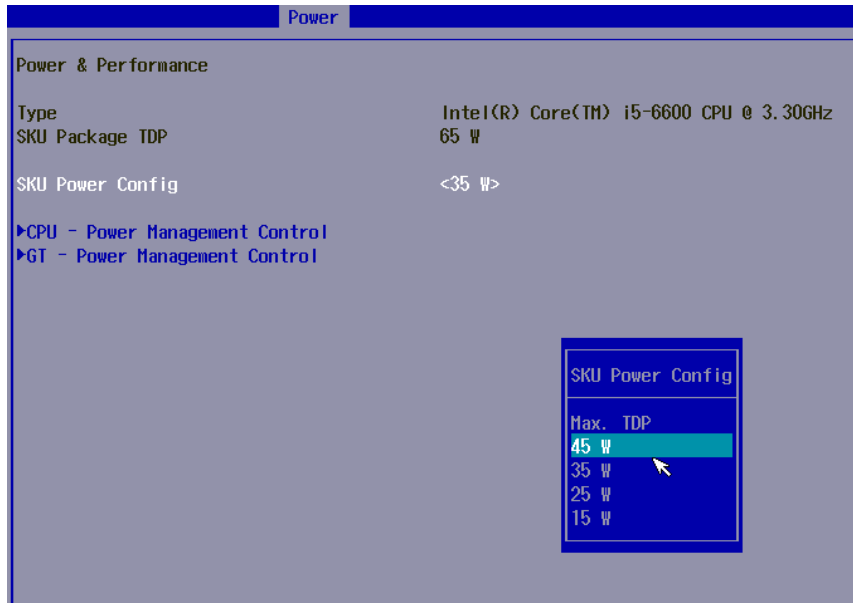 Power
Power & Performance
Type Intel(R) Core(TM) i5-6600 CPU @ 3.30GHz
SKU Package TDP 65 W
SKU Power Config <35 W>
▶CPU - Power Management Control
▶GT - Power Management Control
SKU Power Config
Max. TDP
45 W
35 W
25 W
15 W